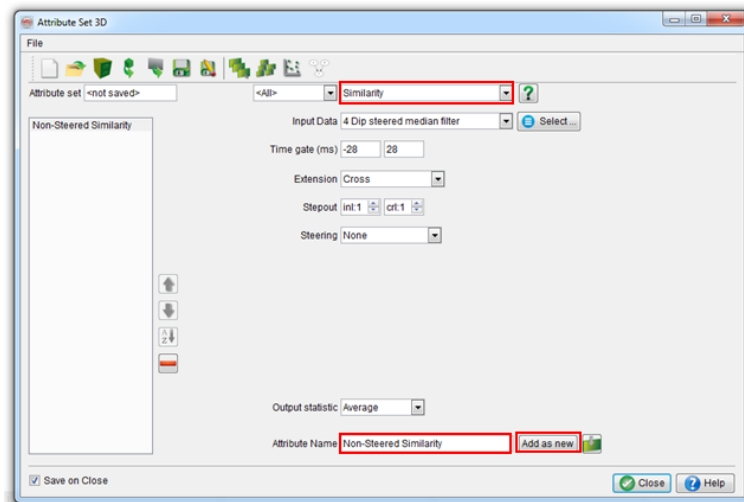 Attribute Set 3D
File
Attribute set <not saved> <All> Similarity ?
Non-Steered Similarity
Input Data 4 Dip steered median filter Select ...
Time gate (ms) -28 28
Extension Cross
Stepout inl:1 crl:1
Steering None
A
Z
Output statistic Average
Attribute Name Non-Steered Similarity Add as new
Save on Close
Close ? Help